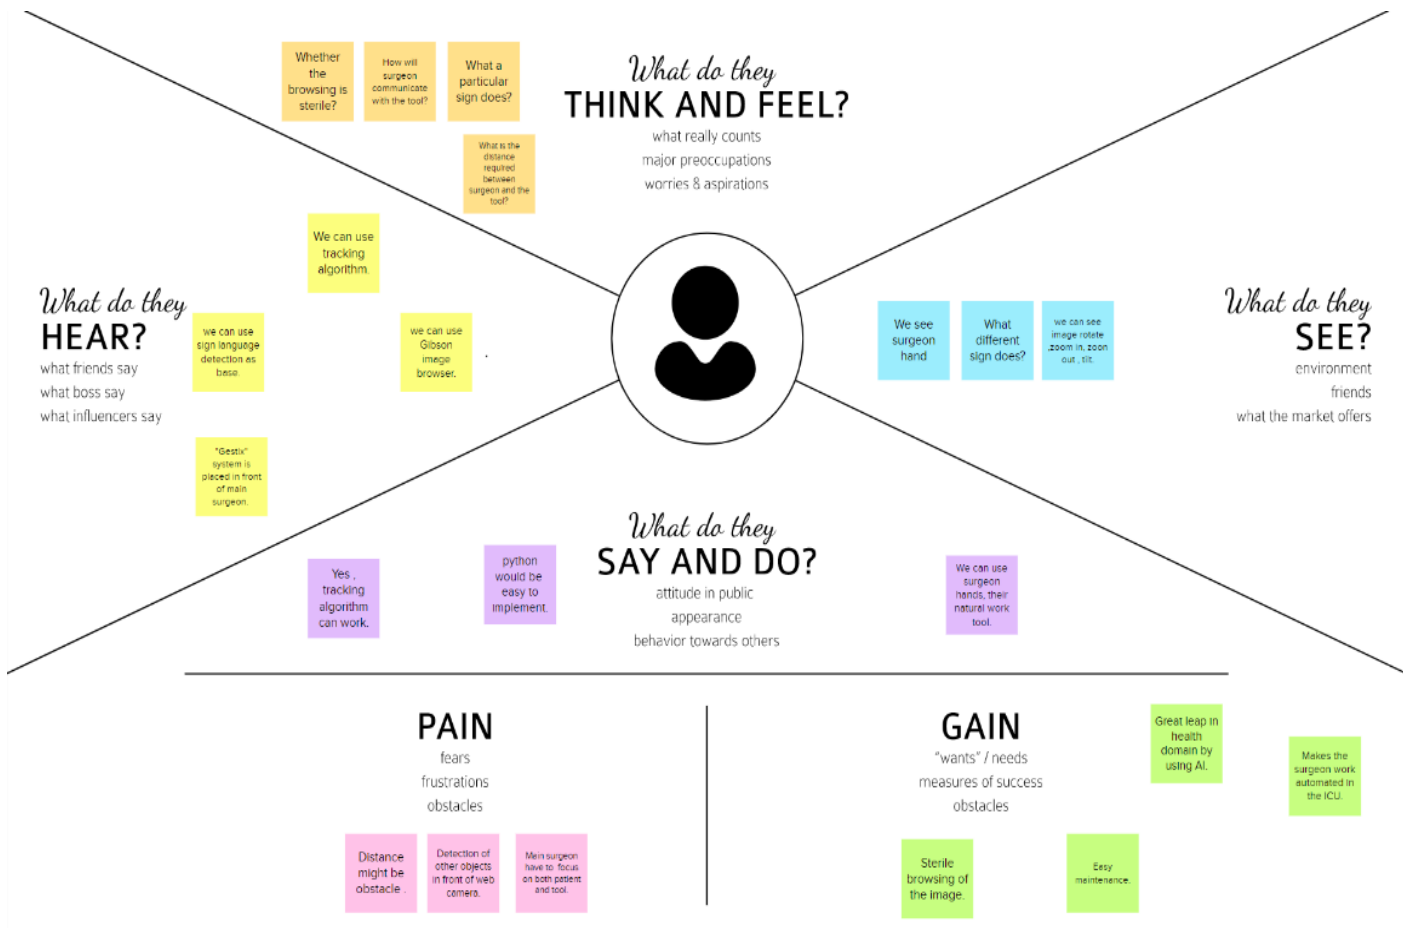 Whether
the
browsing is
sterile?
How will
surgeon
communicate
with the tool?
What a
particular
sign does?
What is the
distance
required
between
surgeon and the
tool?
What do they
THINK AND FEEL?
what really counts
major preoccupations
worries & aspirations
We can use
tracking
algorithm.
What do they
HEAR?
what friends say
what boss say
what influencers say
we can use
sign language
detection as
base.
we can use
Gibson
image
browser.
"Gestix"
system is
placed in front
of main
surgeon.
We see
surgeon
hand
What
different
sign does?
we can see
image rotate
,zoom in, zoon
out , tilt.
What do they
SEE?
environment
friends
what the market offers
What do they
SAY AND DO?
attitude in public
appearance
behavior towards others
Yes ,
tracking
algorithm
can work.
python
would be
easy to
implement.
We can use
surgeon
hands, their
natural work
tool.
PAIN
fears
frustrations
obstacles
Distance
might be
obstacle .
Detection of
other objects
in front of web
camera.
Main surgeon
have to focus
on both patient
and tool.
GAIN
"wants" / needs
measures of success
obstacles
Great leap in
health
domain by
using AI.
Makes the
surgeon work
automated in
the ICU.
Sterile
browsing of
the image.
Easy
maintenance.